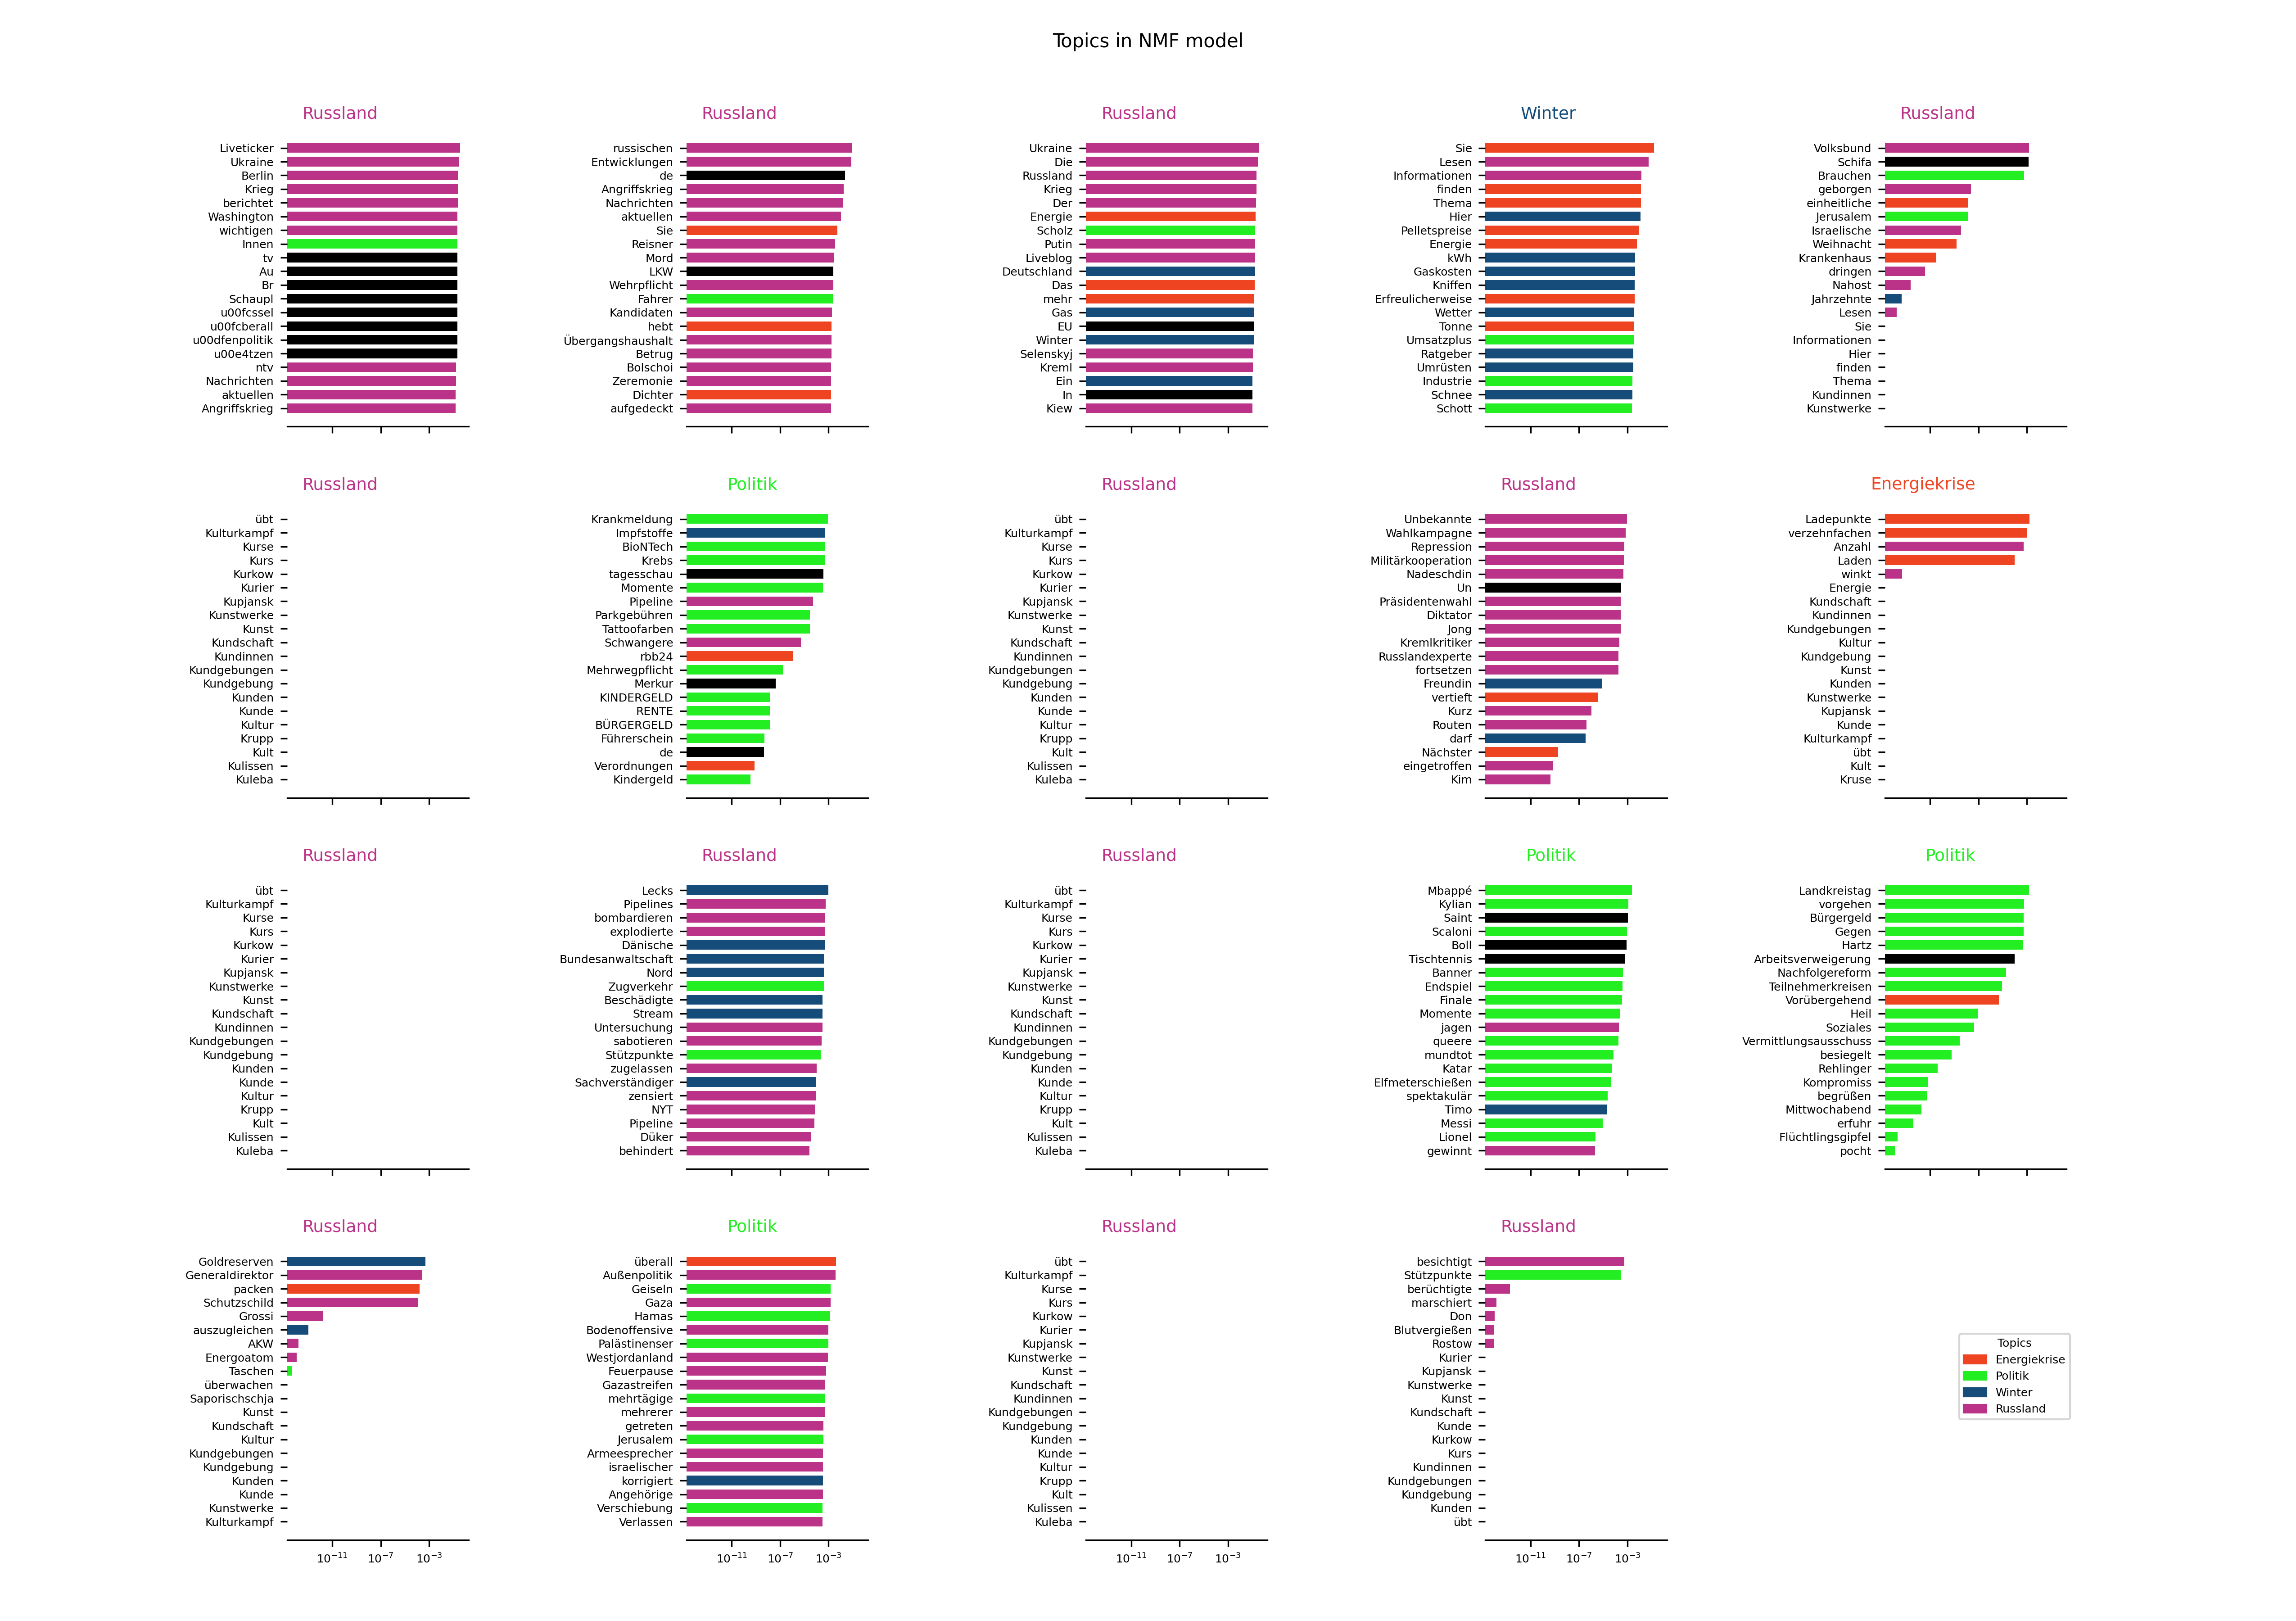 Topics in NMF model
Russland
Liveticker
Ukraine
Berlin
Krieg
berichtet
Washington
wichtigen
Innen
tv
Au
Br
Schaupl
u00fcssel
u00fcberall
u00dfenpolitik
u00e4tzen
ntv
Nachrichten
aktuellen
Angriffskrieg
Russland
russischen
Entwicklungen
de
Angriffskrieg
Nachrichten
aktuellen
Sie
Reisner
Mord
LKW
Wehrpflicht
Fahrer
Kandidaten
hebt
Übergangshaushalt
Betrug
Bolschoi
Zeremonie
Dichter
aufgedeckt
Russland
Ukraine
Die
Russland
Krieg
Der
Energie
Scholz
Putin
Liveblog
Deutschland
Das
mehr
Gas
EU
Winter
Selenskyj
Kreml
Ein
In
Kiew
Winter
Sie
Lesen
Informationen
finden
Thema
Hier
Pelletspreise
Energie
kWh
Gaskosten
Kniffen
Erfreulicherweise
Wetter
Tonne
Umsatzplus
Ratgeber
Umrüsten
Industrie
Schnee
Schott
Russland
Volksbund
Schifa
Brauchen
geborgen
einheitliche
Jerusalem
Israelische
Weihnacht
Krankenhaus
dringen
Nahost
Jahrzehnte
Lesen
Sie
Informationen
Hier
finden
Thema
Kundinnen
Kunstwerke
Russland
übt
Kulturkampf
Kurse
Kurs
Kurkow
Kurier
Kupjansk
Kunstwerke
Kunst
Kundschaft
Kundinnen
Kundgebungen
Kundgebung
Kunden
Kunde
Kultur
Krupp
Kult
Kulissen
Kuleba
Politik
Krankmeldung
Impfstoffe
BioNTech
Krebs
tagesschau
Momente
Pipeline
Parkgebühren
Tattoofarben
Schwangere
rbb24
Mehrwegpflicht
Merkur
KINDERGELD
RENTE
BÜRGERGELD
Führerschein
de
Verordnungen
Kindergeld
Russland
übt
Kulturkampf
Kurse
Kurs
Kurkow
Kurier
Kupjansk
Kunstwerke
Kunst
Kundschaft
Kundinnen
Kundgebungen
Kundgebung
Kunden
Kunde
Kultur
Krupp
Kult
Kulissen
Kuleba
Russland
Unbekannte
Wahlkampagne
Repression
Militärkooperation
Nadeschdin
Un
Präsidentenwahl
Diktator
Jong
Kremlkritiker
Russlandexperte
fortsetzen
Freundin
vertieft
Kurz
Routen
darf
Nächster
eingetroffen
Kim
Energiekrise
Ladepunkte
verzehnfachen
Anzahl
Laden
winkt
Energie
Kundschaft
Kundinnen
Kundgebungen
Kultur
Kundgebung
Kunst
Kunden
Kunstwerke
Kupjansk
Kunde
Kulturkampf
übt
Kult
Kruse
Russland
übt
Kulturkampf
Kurse
Kurs
Kurkow
Kurier
Kupjansk
Kunstwerke
Kunst
Kundschaft
Kundinnen
Kundgebungen
Kundgebung
Kunden
Kunde
Kultur
Krupp
Kult
Kulissen
Kuleba
Russland
Lecks
Pipelines
bombardieren
explodierte
Dänische
Bundesanwaltschaft
Nord
Zugverkehr
Beschädigte
Stream
Untersuchung
sabotieren
Stützpunkte
zugelassen
Sachverständiger
zensiert
NYT
Pipeline
Düker
behindert
Russland
übt
Kulturkampf
Kurse
Kurs
Kurkow
Kurier
Kupjansk
Kunstwerke
Kunst
Kundschaft
Kundinnen
Kundgebungen
Kundgebung
Kunden
Kunde
Kultur
Krupp
Kult
Kulissen
Kuleba
Politik
Mbappé
Kylian
Saint
Scaloni
Boll
Tischtennis
Banner
Endspiel
Finale
Momente
jagen
queere
mundtot
Katar
Elfmeterschießen
spektakulär
Timo
Messi
Lionel
gewinnt
Politik
Landkreistag
vorgehen
Bürgergeld
Gegen
Hartz
Arbeitsverweigerung
Nachfolgereform
Teilnehmerkreisen
Vorübergehend
Heil
Soziales
Vermittlungsausschuss
besiegelt
Rehlinger
Kompromiss
begrüßen
Mittwochabend
erfuhr
Flüchtlingsgipfel
pocht
Russland
Goldreserven
Generaldirektor
packen
Schutzschild
Grossi
auszugleichen
AKW
Energoatom
Taschen
überwachen
Saporischschja
Kunst
Kundschaft
Kultur
Kundgebungen
Kundgebung
Kunden
Kunde
Kunstwerke
Kulturkampf
10⁻¹¹ 10⁻⁷ 10⁻³
Politik
überall
Außenpolitik
Geiseln
Gaza
Hamas
Bodenoffensive
Palästinenser
Westjordanland
Feuerpause
Gazastreifen
mehrtägige
mehrerer
getreten
Jerusalem
Armeesprecher
israelischer
korrigiert
Angehörige
Verschiebung
Verlassen
10⁻¹¹ 10⁻⁷ 10⁻³
Russland
übt
Kulturkampf
Kurse
Kurs
Kurkow
Kurier
Kupjansk
Kunstwerke
Kunst
Kundschaft
Kundinnen
Kundgebungen
Kundgebung
Kunden
Kunde
Kultur
Krupp
Kult
Kulissen
Kuleba
10⁻¹¹ 10⁻⁷ 10⁻³
Russland
besichtigt
Stützpunkte
berüchtigte
marschiert
Don
Blutvergießen
Rostow
Kurier
Kupjansk
Kunstwerke
Kunst
Kundschaft
Kunde
Kurkow
Kurs
Kundinnen
Kundgebungen
Kundgebung
Kunden
übt
10⁻¹¹ 10⁻⁷ 10⁻³
Topics
Energiekrise
Politik
Winter
Russland